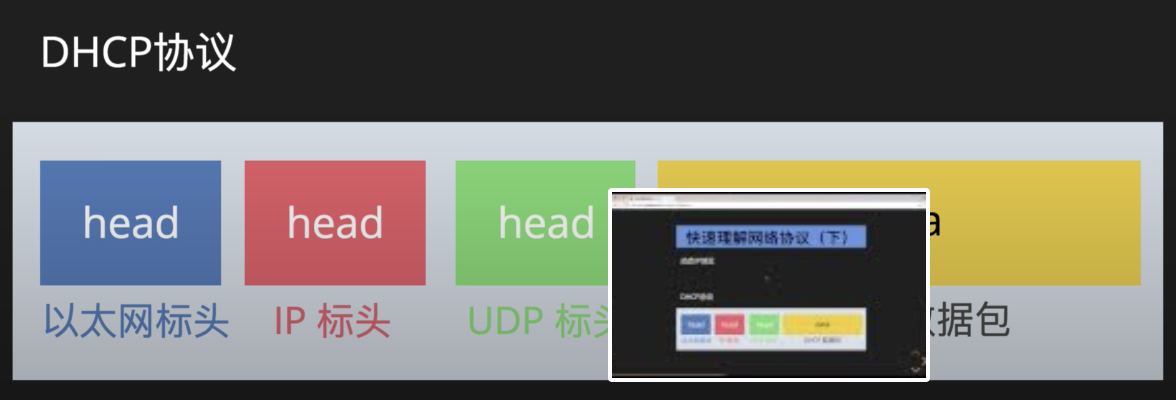 DHCP协议
head head head a
以太网标头 IP 标头 UDP 标头 数据包
快速理解网络协议（下）
DHCP协议
head head head data